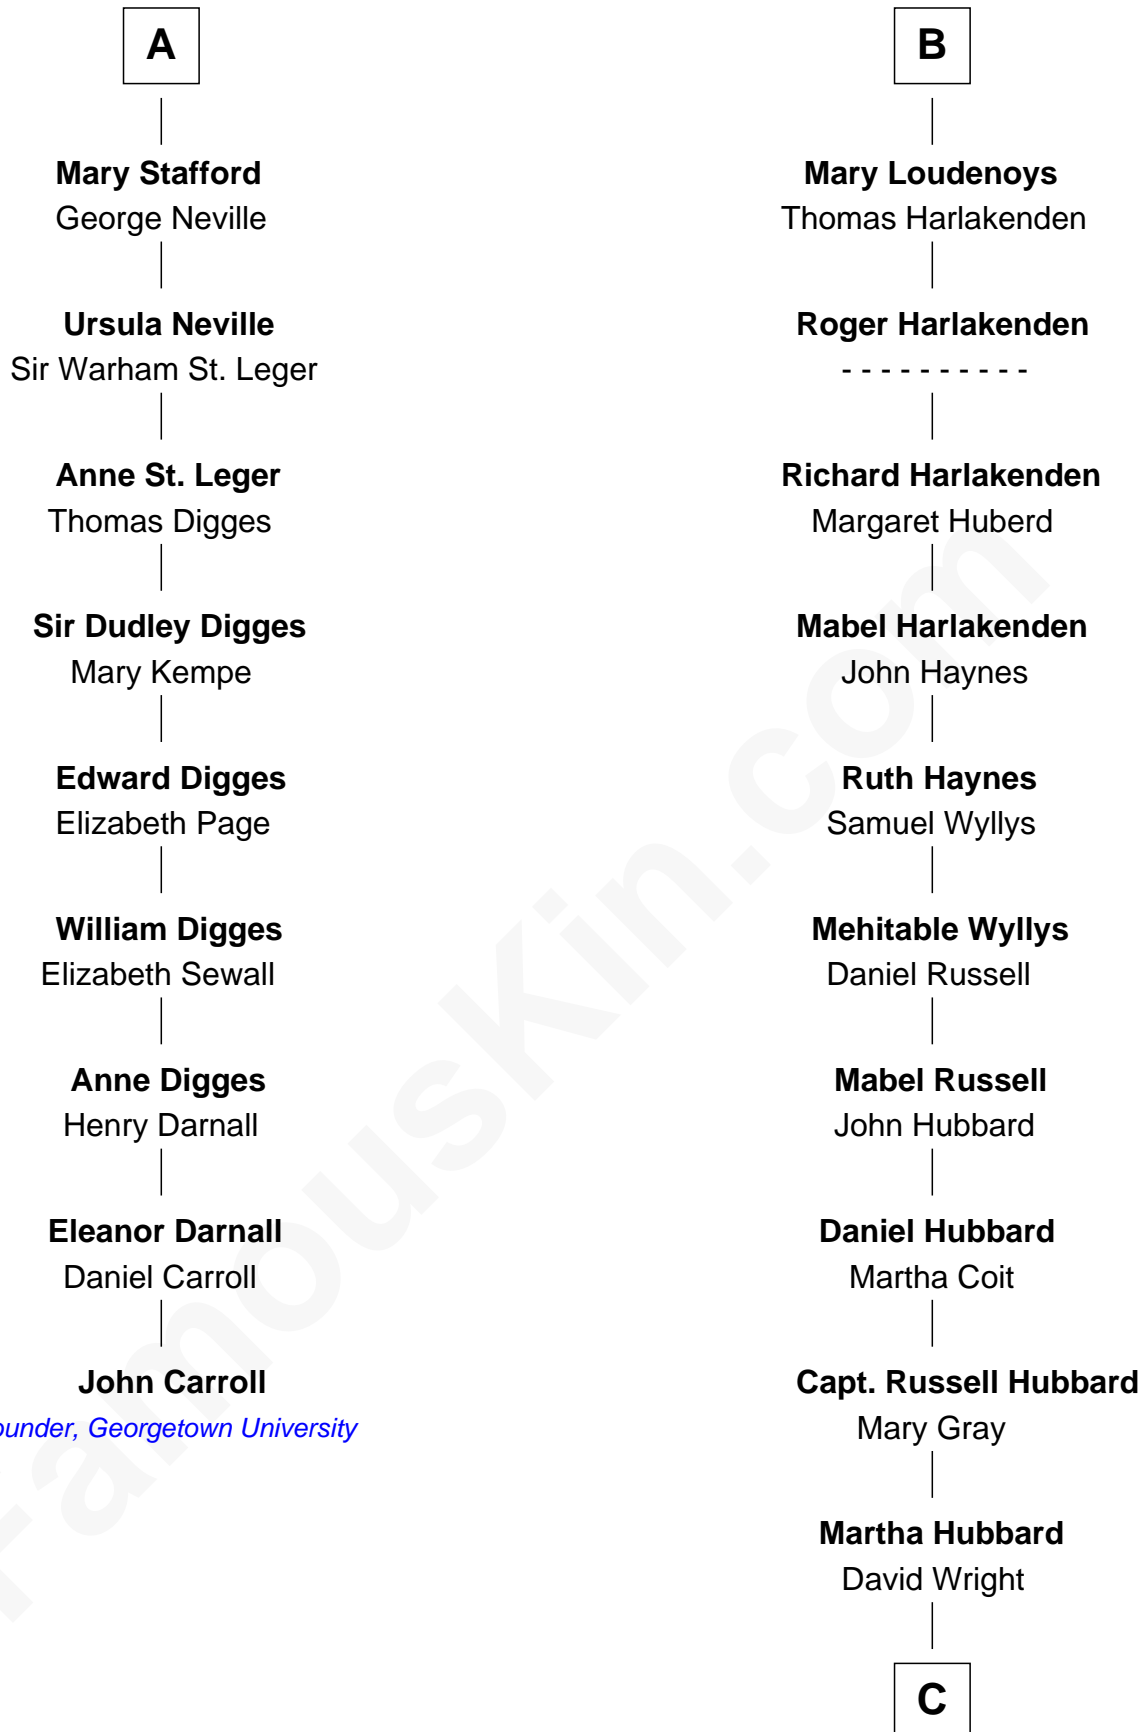 A
Mary Stafford
George Neville
Ursula Neville
Sir Warham St. Leger
Anne St. Leger
Thomas Digges
Sir Dudley Digges
Mary Kempe
Edward Digges
Elizabeth Page
William Digges
Elizabeth Sewall
Anne Digges
Henry Darnall
Eleanor Darnall
Daniel Carroll
John Carroll
ounder, Georgetown University
B
Mary Loudenoys
Thomas Harlakenden
Roger Harlakenden
- - - - - - - - - -
Richard Harlakenden
Margaret Huberd
Mabel Harlakenden
John Haynes
Ruth Haynes
Samuel Wyllys
Mehitable Wyllys
Daniel Russell
Mabel Russell
John Hubbard
Daniel Hubbard
Martha Coit
Capt. Russell Hubbard
Mary Gray
Martha Hubbard
David Wright
C
FamousKin.com